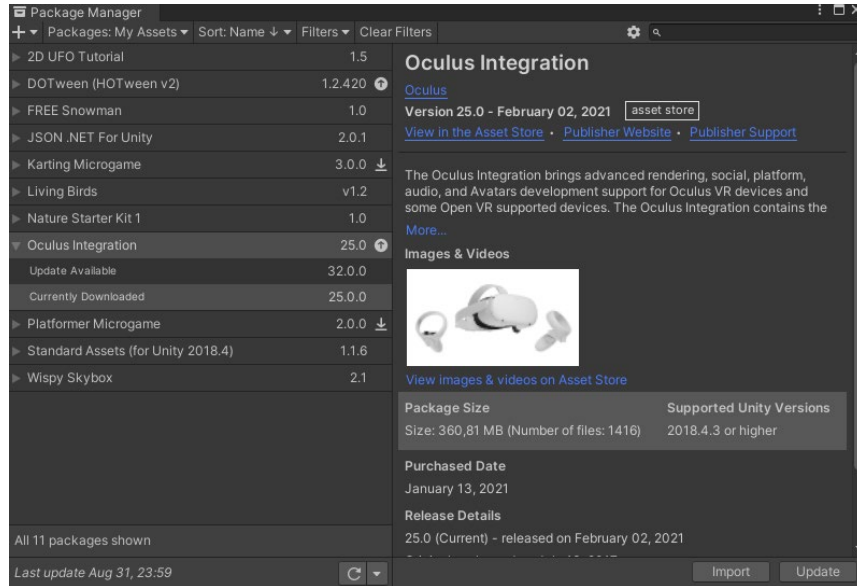 Package Manager
Packages: My Assets Sort: Name ↓ Filters Clear Filters
2D UFO Tutorial 1.5
DOTween (HOTween v2) 1.2.420
FREE Snowman 1.0
JSON .NET For Unity 2.0.1
Karting Microgame 3.0.0
Living Birds v1.2
Nature Starter Kit 1 1.0
Oculus Integration 25.0
Update Available 32.0.0
Currently Downloaded 25.0.0
Platformer Microgame 2.0.0
Standard Assets (for Unity 2018.4) 1.1.6
Wispy Skybox 2.1
All 11 packages shown
Last update Aug 31, 23:59
Oculus Integration
Oculus
Version 25.0 - February 02, 2021 asset store
View in the Asset Store • Publisher Website • Publisher Support
The Oculus Integration brings advanced rendering, social, platform,
audio, and Avatars development support for Oculus VR devices and
some Open VR supported devices. The Oculus Integration contains the
More...
Images & Videos
View images & videos on Asset Store
Package Size Supported Unity Versions
Size: 360,81 MB (Number of files: 1416) 2018.4.3 or higher
Purchased Date
January 13, 2021
Release Details
25.0 (Current) - released on February 02, 2021
Import Update